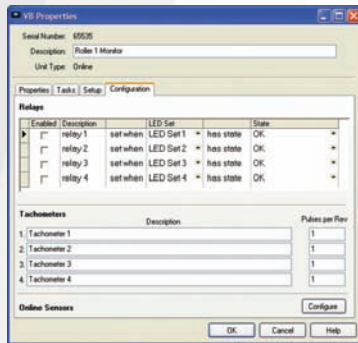 VB Properties
Serial Number: 65535
Description: Roller 1 Monitor
Unit Type: Online
Properties Tasks Setup Configuration
Relays
Enabled Description LED Set State
relay 1 set when LED Set 1 has state OK
relay 2 set when LED Set 2 has state OK
relay 3 set when LED Set 3 has state OK
relay 4 set when LED Set 4 has state OK
Tachometers
Description Pulses per Rev
1. Tachometer 1 1
2. Tachometer 2 1
3. Tachometer 3 1
4. Tachometer 4 1
Online Sensors Configure
OK Cancel Help